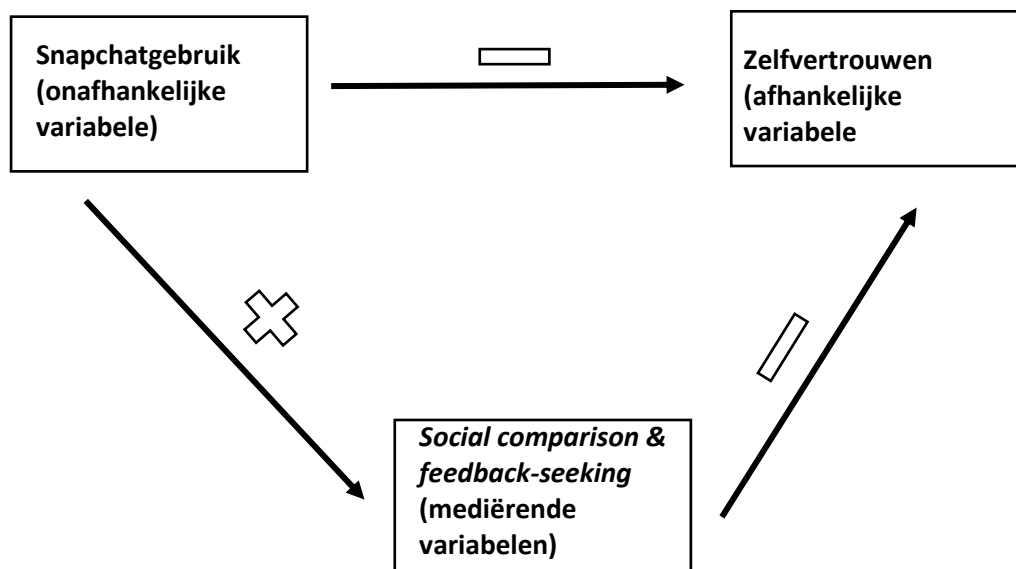 Snapchatgebruik
(onafhankelijke
variabele)
Zelfvertrouwen
(afhankelijke
variabele
Social comparison &
feedback-seeking
(mediërende
variabelen)